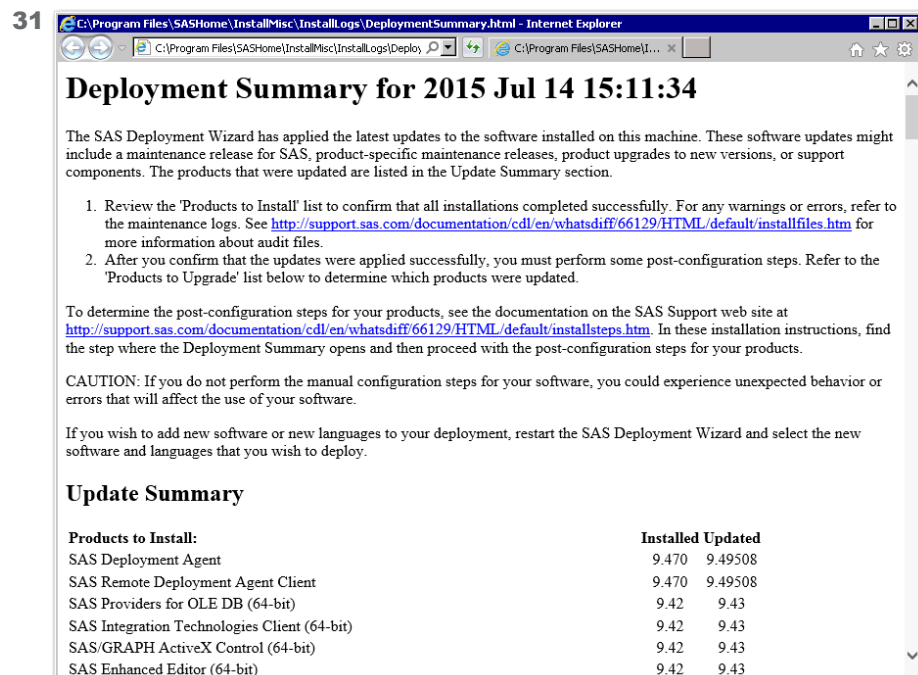 31
C:\Program Files\SASHome\InstallMisc\InstallLogs\DeploymentSummary.html - Internet Explorer
C:\Program Files\SASHome\InstallMisc\InstallLogs\Deploy
C:\Program Files\SASHome\I...
Deployment Summary for 2015 Jul 14 15:11:34
The SAS Deployment Wizard has applied the latest updates to the software installed on this machine. These software updates might
include a maintenance release for SAS, product-specific maintenance releases, product upgrades to new versions, or support
components. The products that were updated are listed in the Update Summary section.
1. Review the 'Products to Install' list to confirm that all installations completed successfully. For any warnings or errors, refer to
the maintenance logs. See http://support.sas.com/documentation/cdl/en/whatsdiff/66129/HTML/default/installfiles.htm for
more information about audit files.
2. After you confirm that the updates were applied successfully, you must perform some post-configuration steps. Refer to the
'Products to Upgrade' list below to determine which products were updated.
To determine the post-configuration steps for your products, see the documentation on the SAS Support web site at
http://support.sas.com/documentation/cdl/en/whatsdiff/66129/HTML/default/installsteps.htm. In these installation instructions, find
the step where the Deployment Summary opens and then proceed with the post-configuration steps for your products.
CAUTION: If you do not perform the manual configuration steps for your software, you could experience unexpected behavior or
errors that will affect the use of your software.
If you wish to add new software or new languages to your deployment, restart the SAS Deployment Wizard and select the new
software and languages that you wish to deploy.
Update Summary
Products to Install: Installed Updated
SAS Deployment Agent 9.470 9.49508
SAS Remote Deployment Agent Client 9.470 9.49508
SAS Providers for OLE DB (64-bit) 9.42 9.43
SAS Integration Technologies Client (64-bit) 9.42 9.43
SAS/GRAPH ActiveX Control (64-bit) 9.42 9.43
SAS Enhanced Editor (64-bit) 9.42 9.43